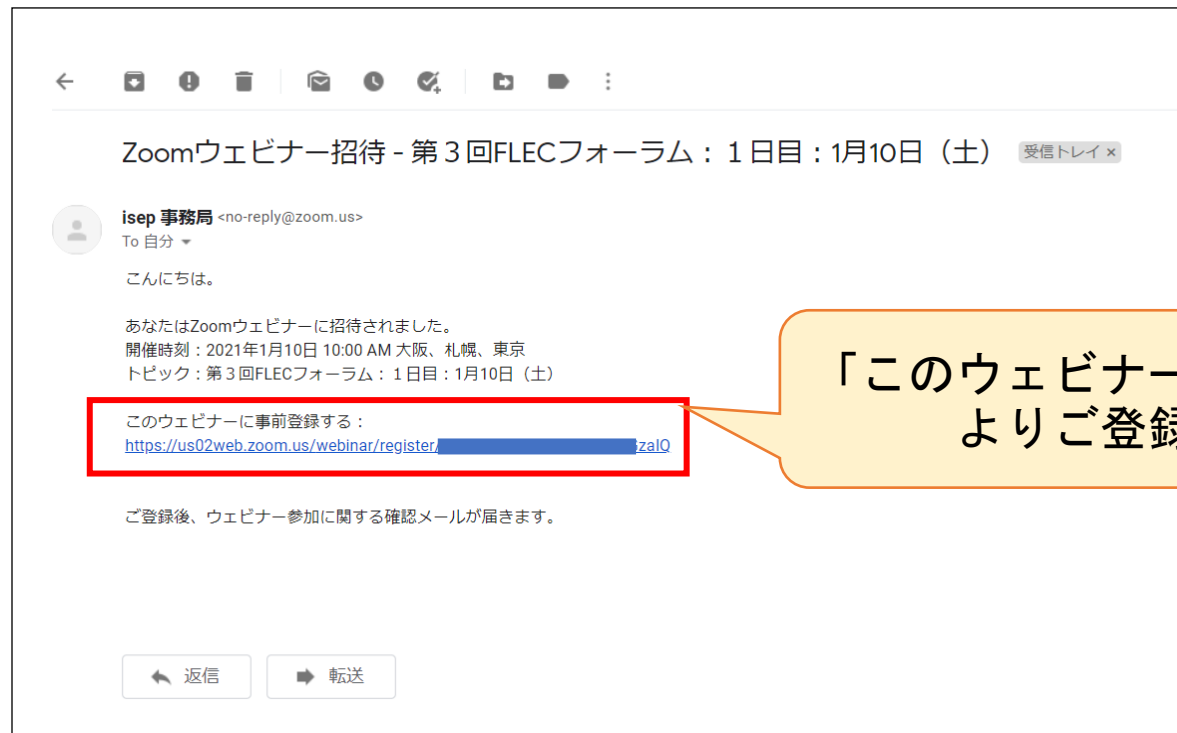 Zoomウェビナー招待 - 第３回FLECフォーラム：１日目：1月10日（土） 受信トレイ ×
isep 事務局 <no-reply@zoom.us>
To 自分
こんにちは。
あなたはZoomウェビナーに招待されました。
開催時刻：2021年1月10日 10:00 AM 大阪、札幌、東京
トピック：第３回FLECフォーラム：１日目：1月10日（土）
このウェビナーに事前登録する：
https://us02web.zoom.us/webinar/register/ zaIQ
「このウェビナー
よりご登録
ご登録後、ウェビナー参加に関する確認メールが届きます。
返信
転送